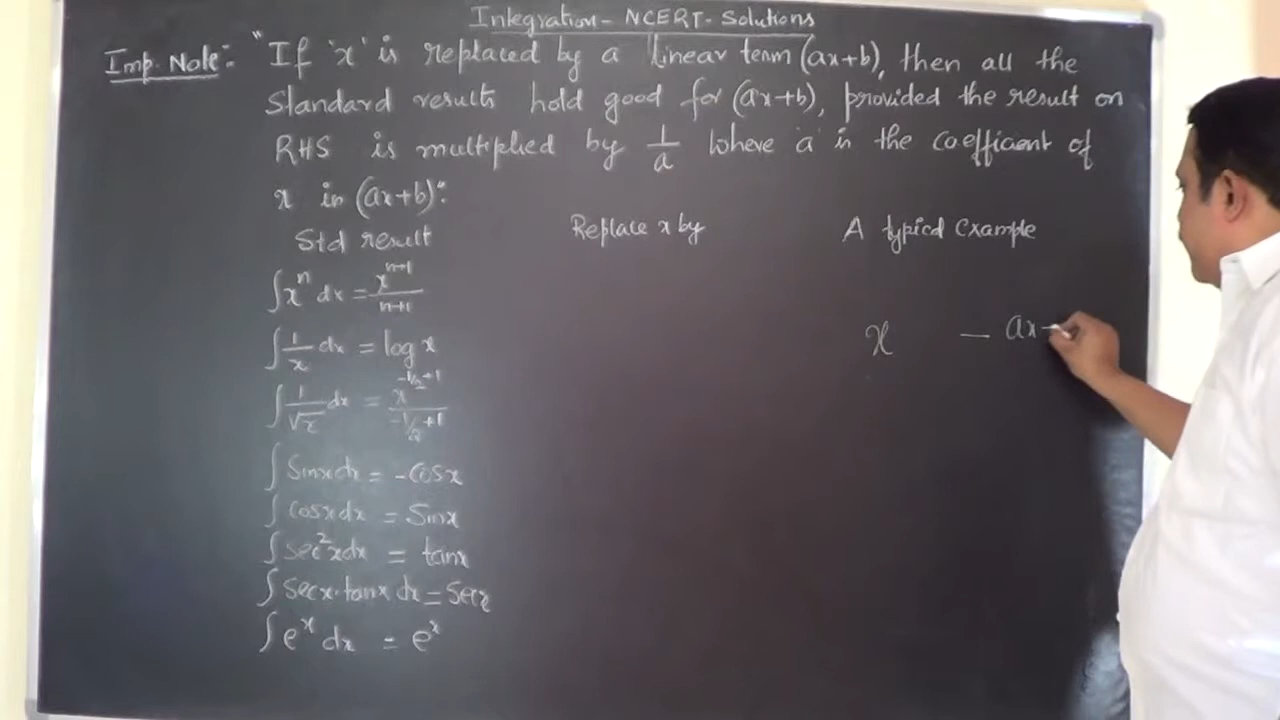 Integration - NCERT - Solutions
Imp. Note: "If 'x' is replaced by a linear term (ax+b), then all the
standard results hold good for (ax+b), provided the result on
RHS is multiplied by 1/a where 'a' is the coefficient of
x in (ax+b)":
Std result Replace x by A typical Example
∫xⁿ dx = xⁿ⁺¹/n+1
∫1/x dx = log x
x — ax+
∫1/√x dx = x^(-1/2+1)/(-1/2+1)
∫Sinx dx = -Cosx
∫Cosx dx = Sinx
∫sec²x dx = tanx
∫Secx·tanx dx = Secx
∫eˣ dx = eˣ